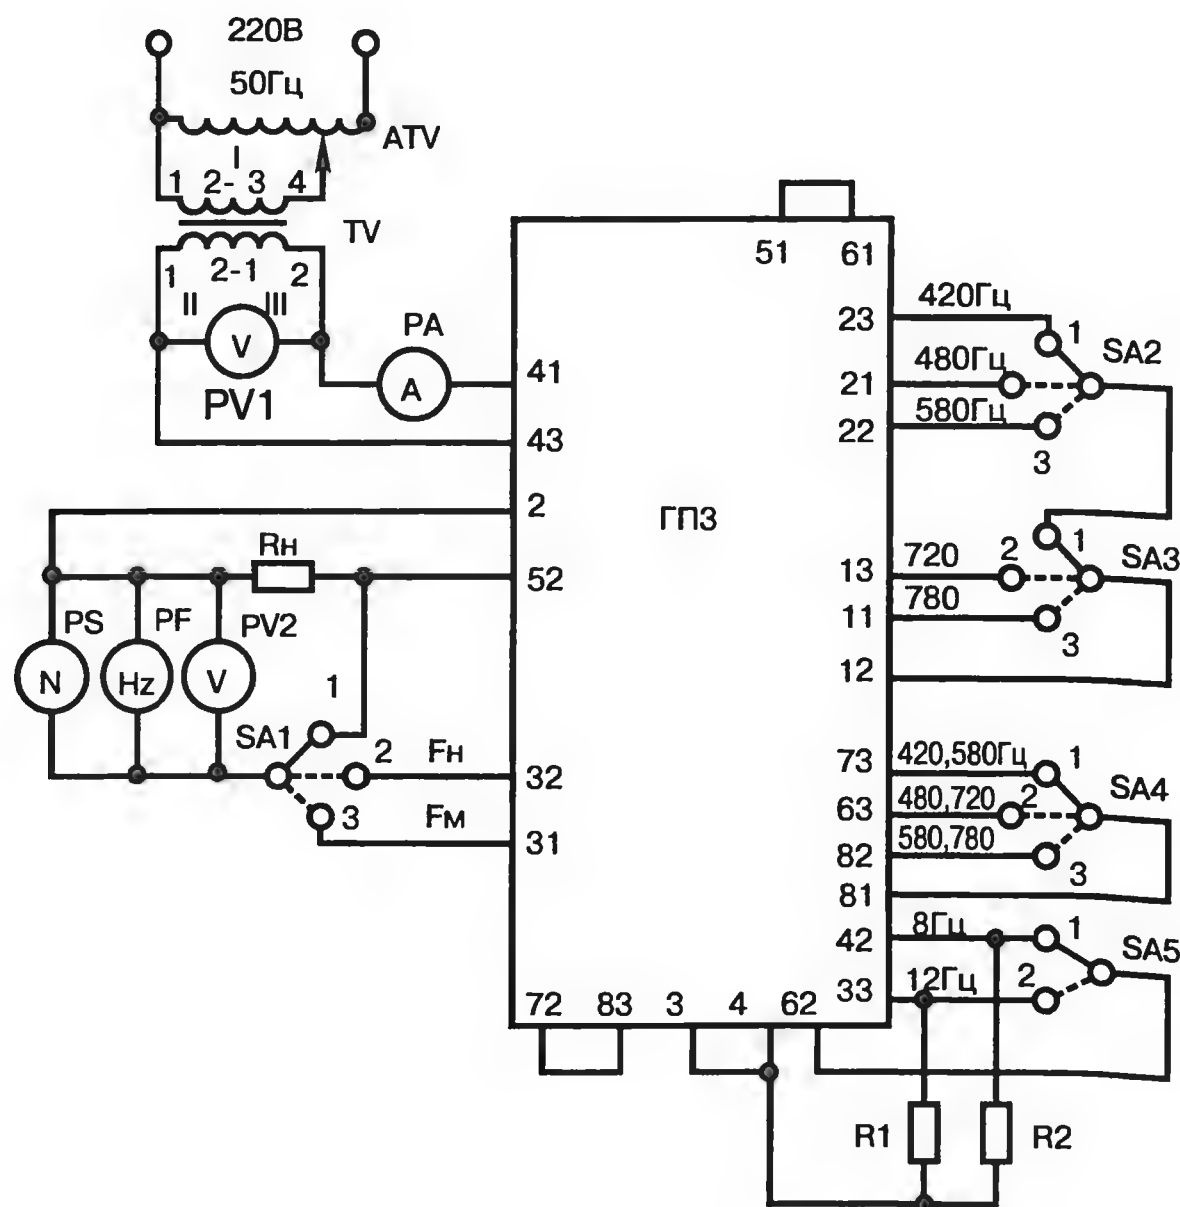 220В
50Гц
ATV
I
1 2- 3 4
TV
1 2-1 2
II III
V
PV1
PA
A
41
43
2
52
32
31
ГП3
51 61
23
21
22
13
11
12
73
63
82
81
42
33
72 83 3 4 62
420Гц
480Гц
580Гц
1
3
SA2
720
780
1
2
3
SA3
420,580Гц
480,720
580,780
1
2
3
SA4
8Гц
12Гц
1
2
SA5
Rн
PS PF PV2
N Hz V
SA1
1
2
3
Fн
Fм
R1 R2